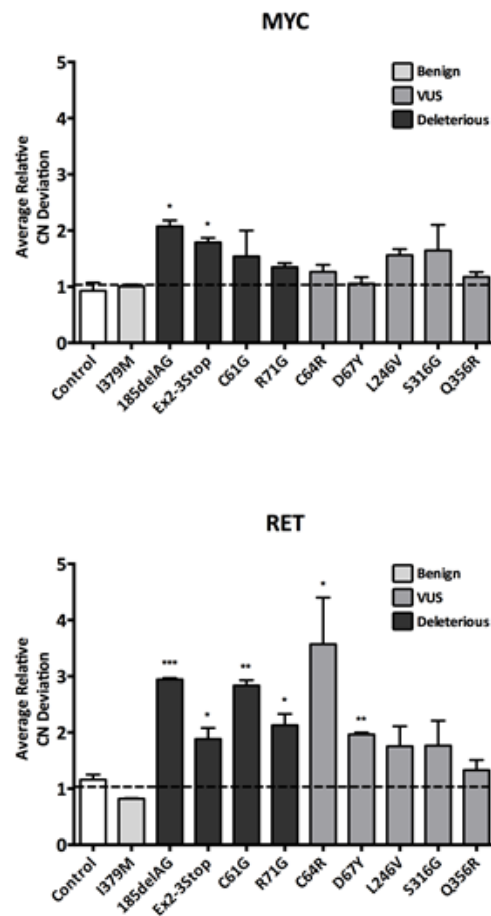 MYC
Average Relative
CN Deviation
5
4
3
2
1
0
Benign
VUS
Deleterious
*
*
Control
I379M
185delAG
Ex2-3Stop
C61G
R71G
C64R
D67Y
L246V
S316G
Q356R
RET
Average Relative
CN Deviation
5
4
3
2
1
0
Benign
VUS
Deleterious
***
*
**
*
*
**
Control
I379M
185delAG
Ex2-3Stop
C61G
R71G
C64R
D67Y
L246V
S316G
Q356R